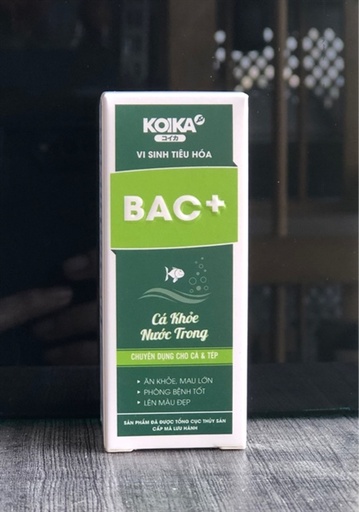 KOIKA
コイカ
VI SINH TIÊU HÓA
BAC+
Cá Khỏe
Nước Trong
CHUYÊN DỤNG CHO CÁ & TÉP
• ĂN KHỎE, MAU LỚN
• PHÒNG BỆNH TỐT
• LÊN MÀU ĐẸP
SẢN PHẨM ĐÃ ĐƯỢC TỔNG CỤC THỦY SẢN
CẤP MÃ LƯU HÀNH